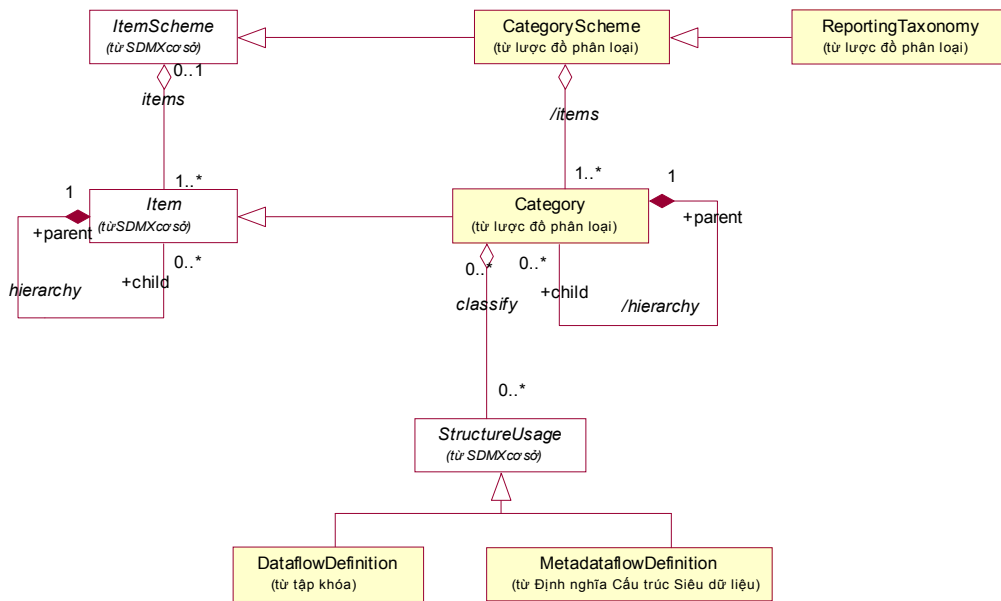 ItemScheme
(từ SDMXcơ sở)
CategoryScheme
(từ lược đồ phân loại)
ReportingTaxonomy
(từ lược đồ phân loại)
0..1
items
/items
1..*
1..*
1
Item
(từSDMXcơ sở)
+parent
0..*
+child
hierarchy
Category
(từ lược đồ phân loại)
1
+parent
0..*
0..*
+child
classify
/hierarchy
0..*
StructureUsage
(từ SDMXcơ sở)
DataflowDefinition
(từ tập khóa)
MetadataflowDefinition
(từ Định nghĩa Cấu trúc Siêu dữ liệu)